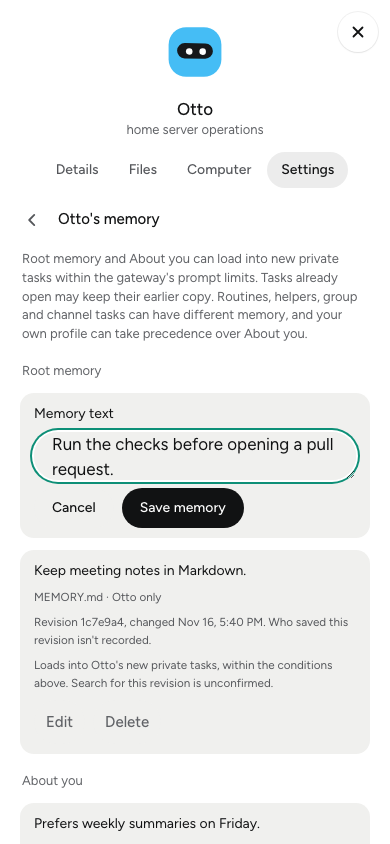 Otto
home server operations
Details
Files
Computer
Settings
Otto's memory
Root memory and About you can load into new private
tasks within the gateway's prompt limits. Tasks already
open may keep their earlier copy. Routines, helpers, group
and channel tasks can have different memory, and your
own profile can take precedence over About you.
Root memory
Memory text
Run the checks before opening a pull
request.
Cancel
Save memory
Keep meeting notes in Markdown.
MEMORY.md · Otto only
Revision 1c7e9a4, changed Nov 16, 5:40 PM. Who saved this
revision isn't recorded.
Loads into Otto's new private tasks, within the conditions
above. Search for this revision is unconfirmed.
Edit
Delete
About you
Prefers weekly summaries on Friday.